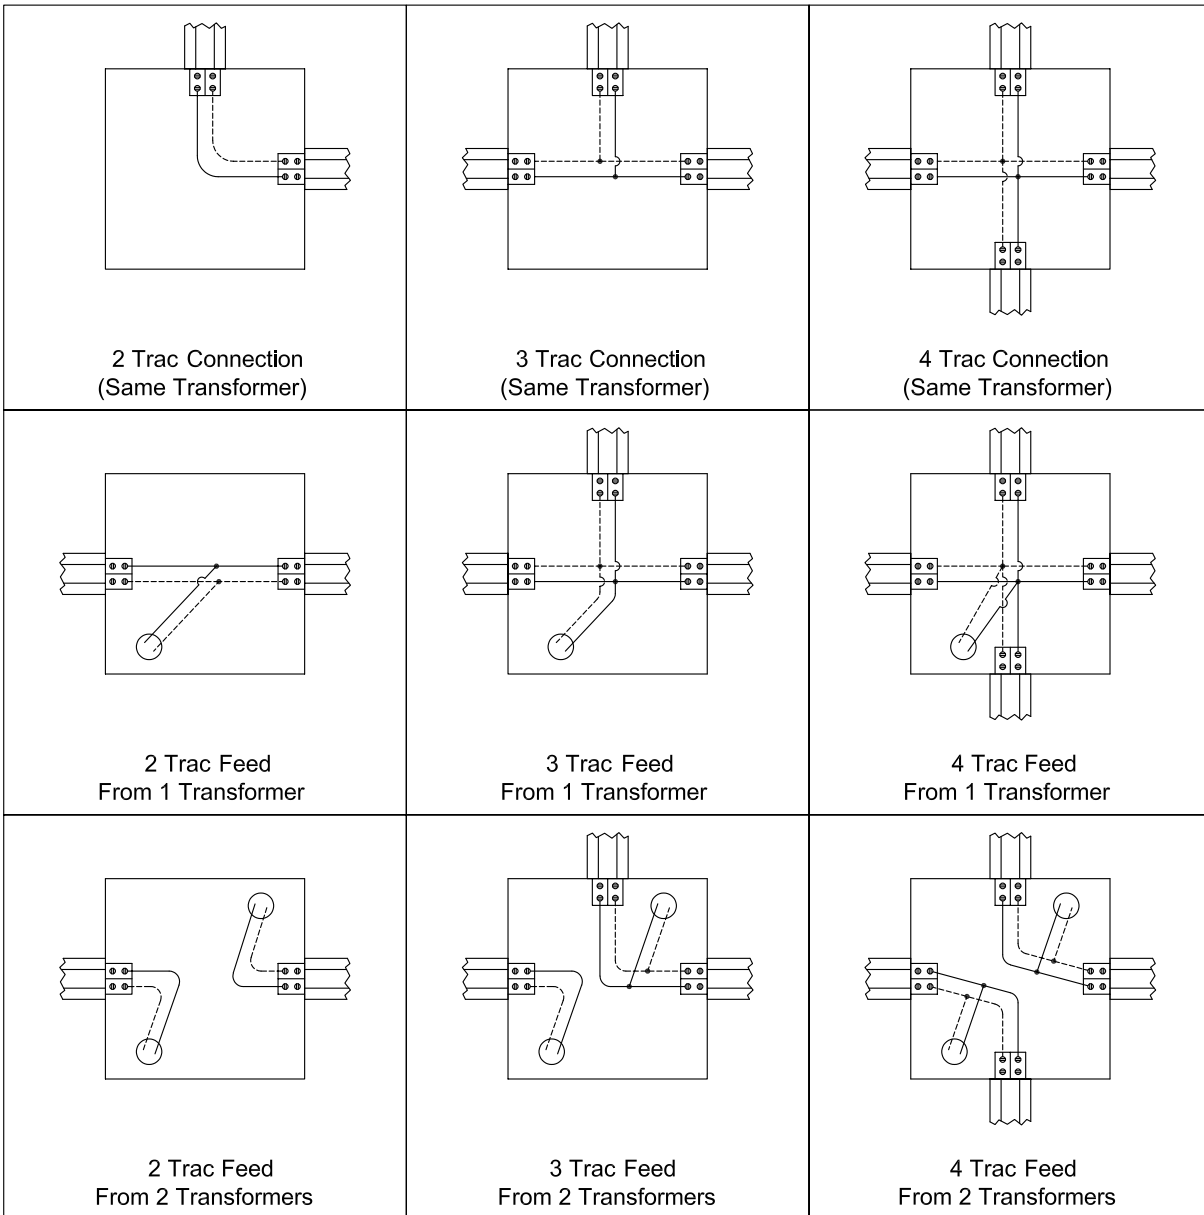 2 Trac Connection
(Same Transformer)
3 Trac Connection
(Same Transformer)
4 Trac Connection
(Same Transformer)
2 Trac Feed
From 1 Transformer
3 Trac Feed
From 1 Transformer
4 Trac Feed
From 1 Transformer
2 Trac Feed
From 2 Transformers
3 Trac Feed
From 2 Transformers
4 Trac Feed
From 2 Transformers